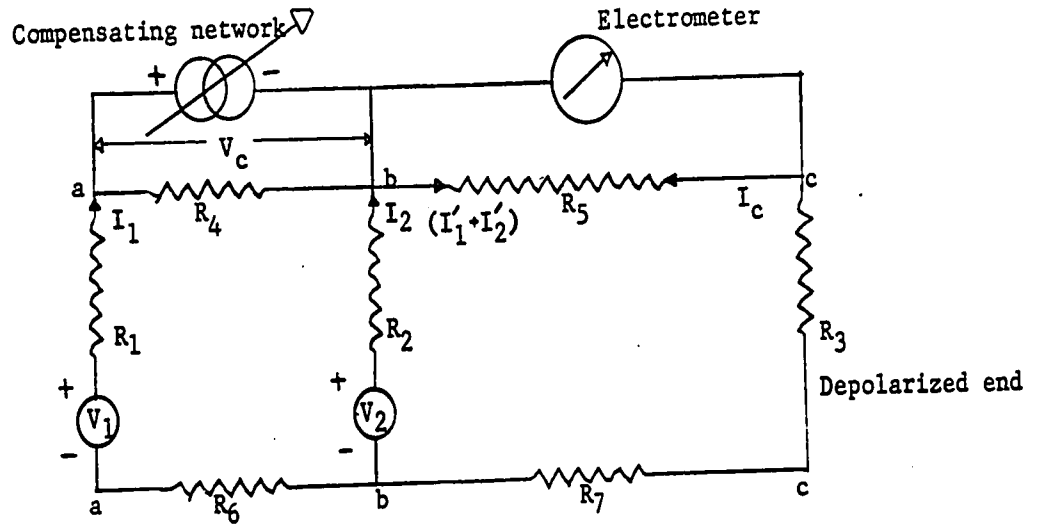 Electrometer
Compensating network
+ -
V_c
a b c
R_4 R_5 I_c
I_1 I_2 (I'_1+I'_2)
R_1 R_2 R_3
+ +
Depolarized end
V_1 V_2
- -
a R_6 b R_7 c